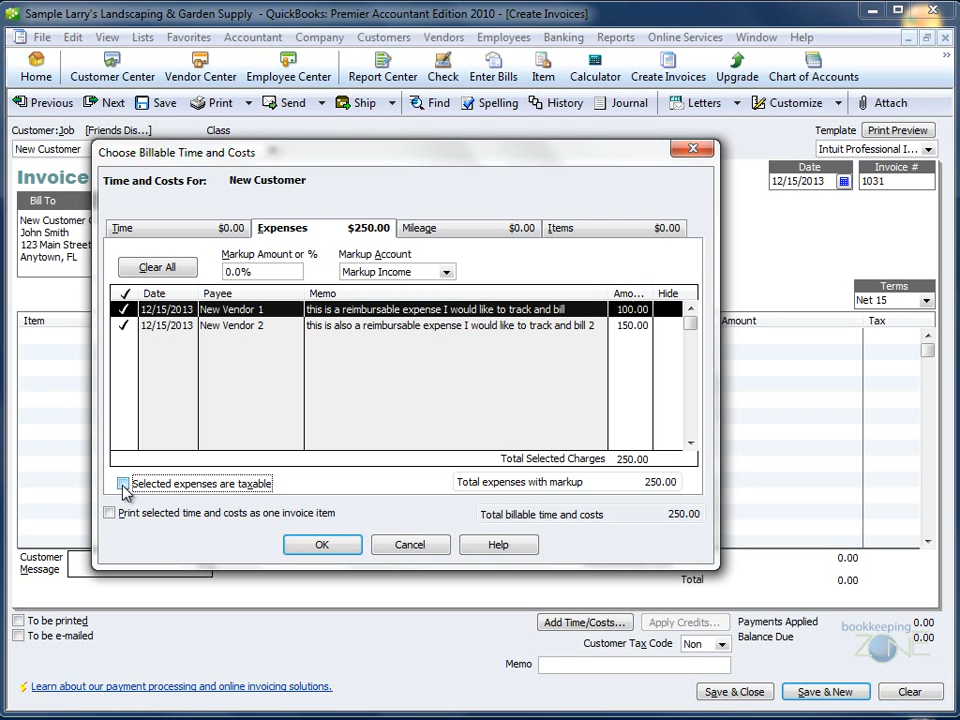 Sample Larry's Landscaping & Garden Supply - QuickBooks: Premier Accountant Edition 2010 - [Create Invoices]
File Edit View Lists Favorites Accountant Company Customers Vendors Employees Banking Reports Online Services Window Help
Home Customer Center Vendor Center Employee Center Report Center Check Enter Bills Item Calculator Create Invoices Upgrade Chart of Accounts
Previous Next Save Print Send Ship Find Spelling History Journal Letters Customize Attach
Customer:Job [Friends Dis...] Class Template Print Preview
New Customer Intuit Professional I...
Choose Billable Time and Costs
Invoice Date Invoice #
12/15/2013 1031
Time and Costs For: New Customer
Bill To
New Customer
John Smith
123 Main Street
Anytown, FL
Time $0.00 Expenses $250.00 Mileage $0.00 Items $0.00
Markup Amount or % Markup Account
Clear All 0.0% Markup Income
Terms
Net 15
Date Payee Memo Amo... Hide
12/15/2013 New Vendor 1 this is a reimbursable expense I would like to track and bill 100.00
12/15/2013 New Vendor 2 this is also a reimbursable expense I would like to track and bill 2 150.00
Item Amount Tax
Total Selected Charges 250.00
Selected expenses are taxable Total expenses with markup 250.00
Print selected time and costs as one invoice item Total billable time and costs 250.00
OK Cancel Help
Customer Message 0.00
Total 0.00
To be printed Add Time/Costs... Apply Credits... Payments Applied 0.00
To be e-mailed Customer Tax Code Non Balance Due 0.00
bookkeeping
ZONE
Memo
Learn about our payment processing and online invoicing solutions.
Save & Close Save & New Clear